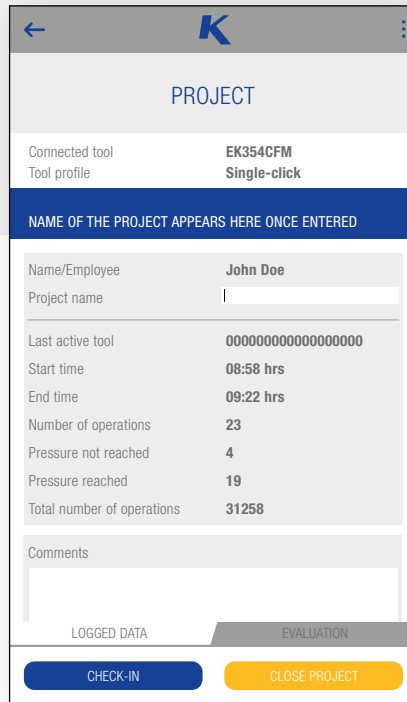 K
PROJECT
Connected tool EK354CFM
Tool profile Single-click
NAME OF THE PROJECT APPEARS HERE ONCE ENTERED
Name/Employee John Doe
Project name
Last active tool 000000000000000000
Start time 08:58 hrs
End time 09:22 hrs
Number of operations 23
Pressure not reached 4
Pressure reached 19
Total number of operations 31258
Comments
LOGGED DATA EVALUATION
CHECK-IN CLOSE PROJECT